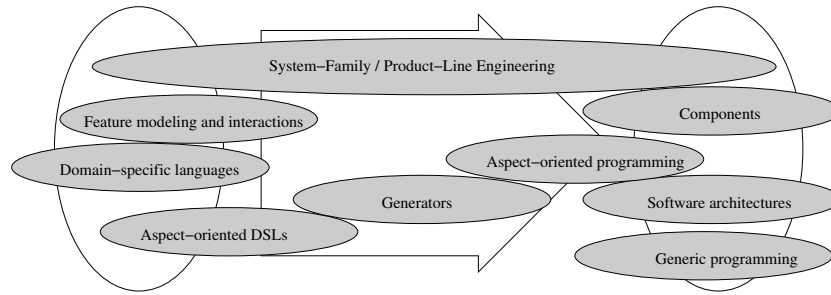 System−Family / Product−Line Engineering
Feature modeling and interactions
Components
Domain−specific languages
Aspect−oriented programming
Generators
Software architectures
Aspect−oriented DSLs
Generic programming